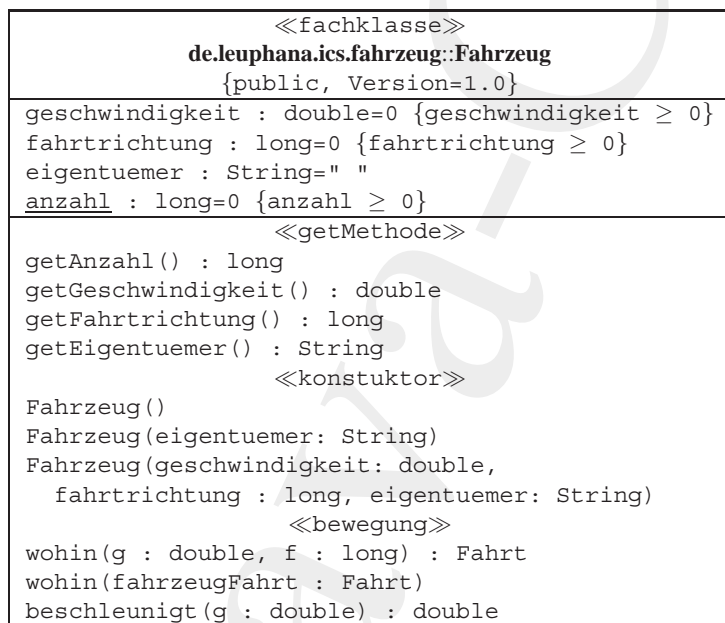 ≪fachklasse≫
de.leuphana.ics.fahrzeug::Fahrzeug
{public, Version=1.0}
geschwindigkeit : double=0 {geschwindigkeit ≥ 0}
fahrtrichtung : long=0 {fahrtrichtung ≥ 0}
eigentuemer : String=" "
anzahl : long=0 {anzahl ≥ 0}
≪getMethode≫
getAnzahl() : long
getGeschwindigkeit() : double
getFahrtrichtung() : long
getEigentuemer() : String
≪konstuktor≫
Fahrzeug()
Fahrzeug(eigentuemer: String)
Fahrzeug(geschwindigkeit: double,
fahrtrichtung : long, eigentuemer: String)
≪bewegung≫
wohin(g : double, f : long) : Fahrt
wohin(fahrzeugFahrt : Fahrt)
beschleunigt(g : double) : double